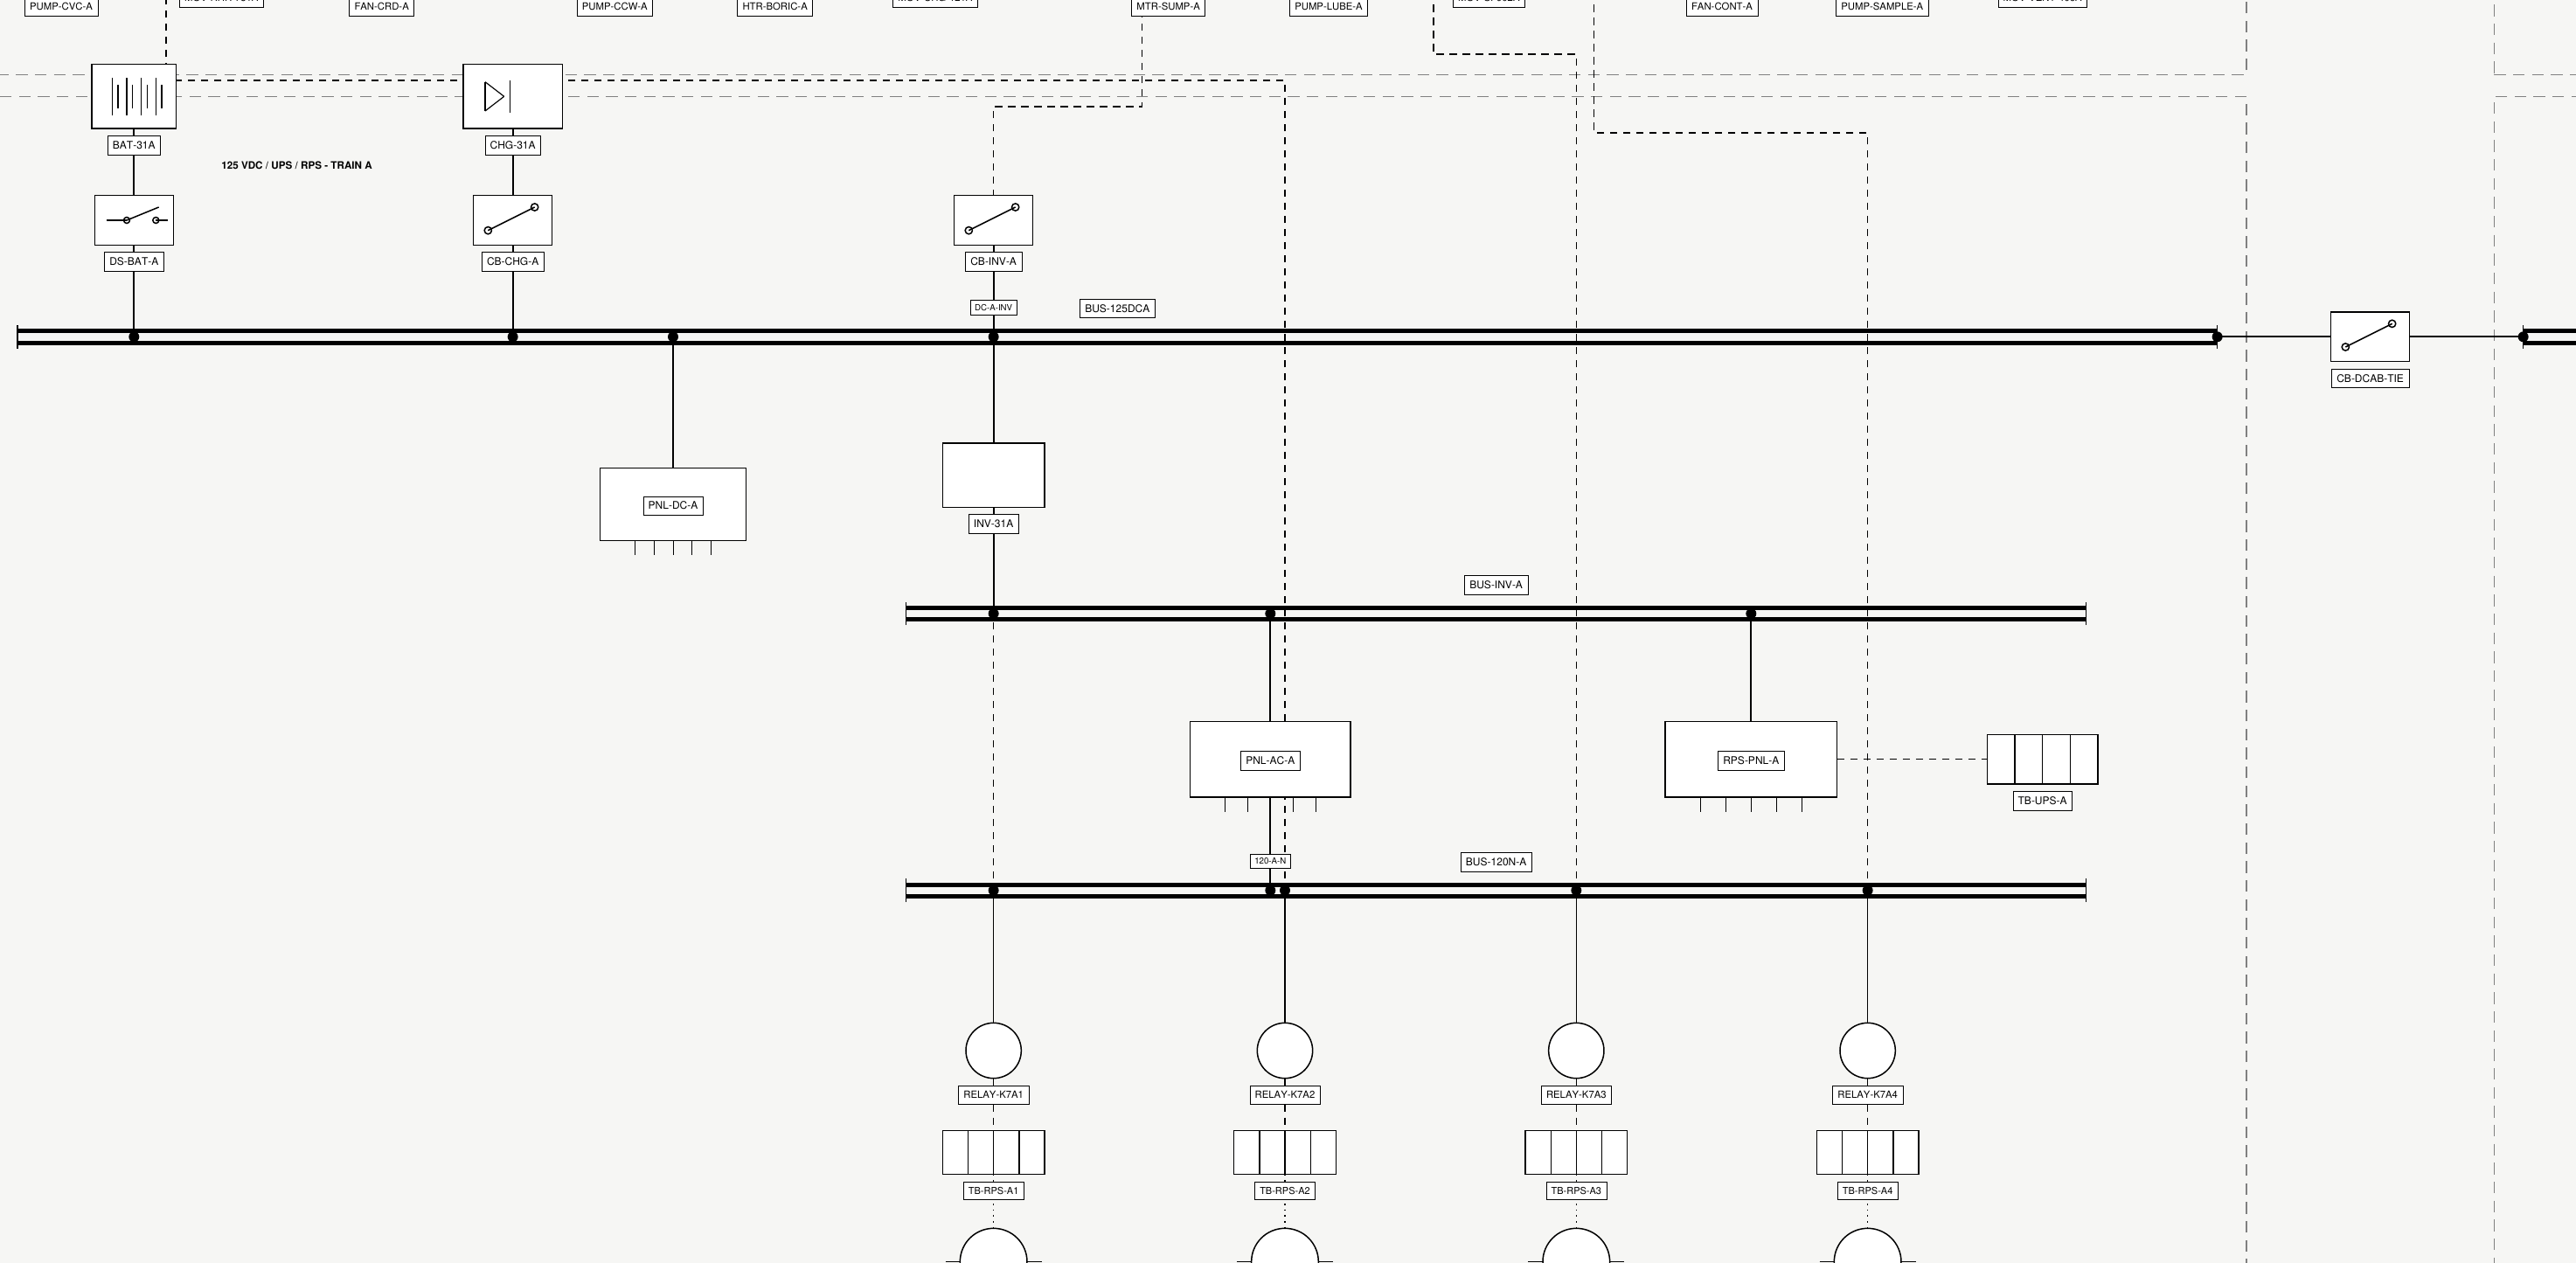 PUMP-CVC-A
FAN-CRD-A
PUMP-CCW-A
HTR-BORIC-A
MTR-SUMP-A
PUMP-LUBE-A
FAN-CONT-A
PUMP-SAMPLE-A
BAT-31A
CHG-31A
125 VDC / UPS / RPS - TRAIN A
DS-BAT-A
CB-CHG-A
CB-INV-A
DC-A-INV
BUS-125DCA
CB-DCAB-TIE
PNL-DC-A
INV-31A
BUS-INV-A
PNL-AC-A
RPS-PNL-A
TB-UPS-A
120-A-N
BUS-120N-A
RELAY-K7A1
RELAY-K7A2
RELAY-K7A3
RELAY-K7A4
TB-RPS-A1
TB-RPS-A2
TB-RPS-A3
TB-RPS-A4